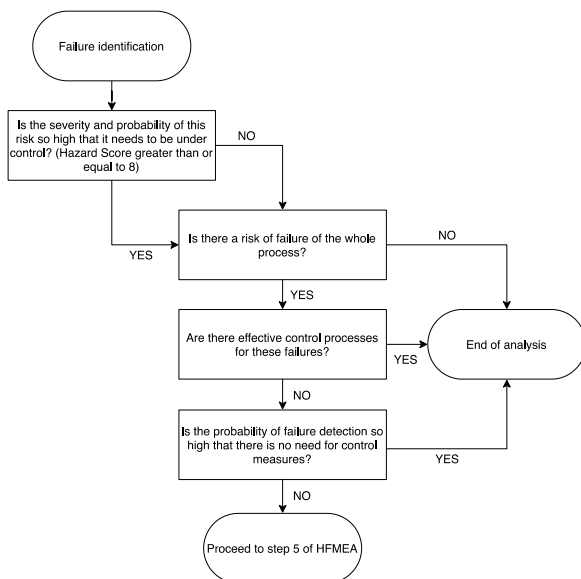 Failure identification
Is the severity and probability of this
risk so high that it needs to be under
control? (Hazard Score greater than or
equal to 8)
NO
YES
Is there a risk of failure of the whole
process?
NO
YES
Are there effective control processes
for these failures?
YES
End of analysis
NO
Is the probability of failure detection so
high that there is no need for control
measures?
YES
NO
Proceed to step 5 of HFMEA